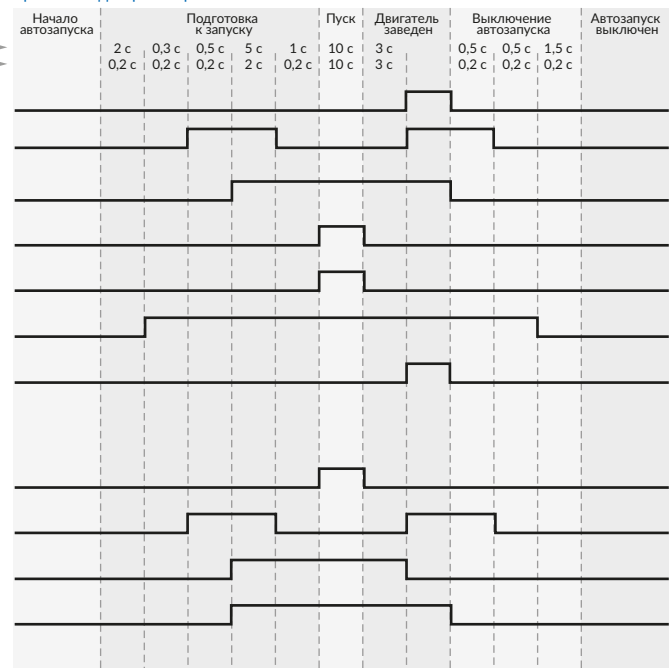 Начало автозапуска
Подготовка к запуску
Пуск
Двигатель заведен
Выключение автозапуска
Автозапуск выключен
2 с 0,3 с 0,5 с 5 с 1 с 10 с 3 с 0,5 с 0,5 с 1,5 с
0,2 с 0,2 с 0,2 с 2 с 0,2 с 10 с 3 с 0,2 с 0,2 с 0,2 с